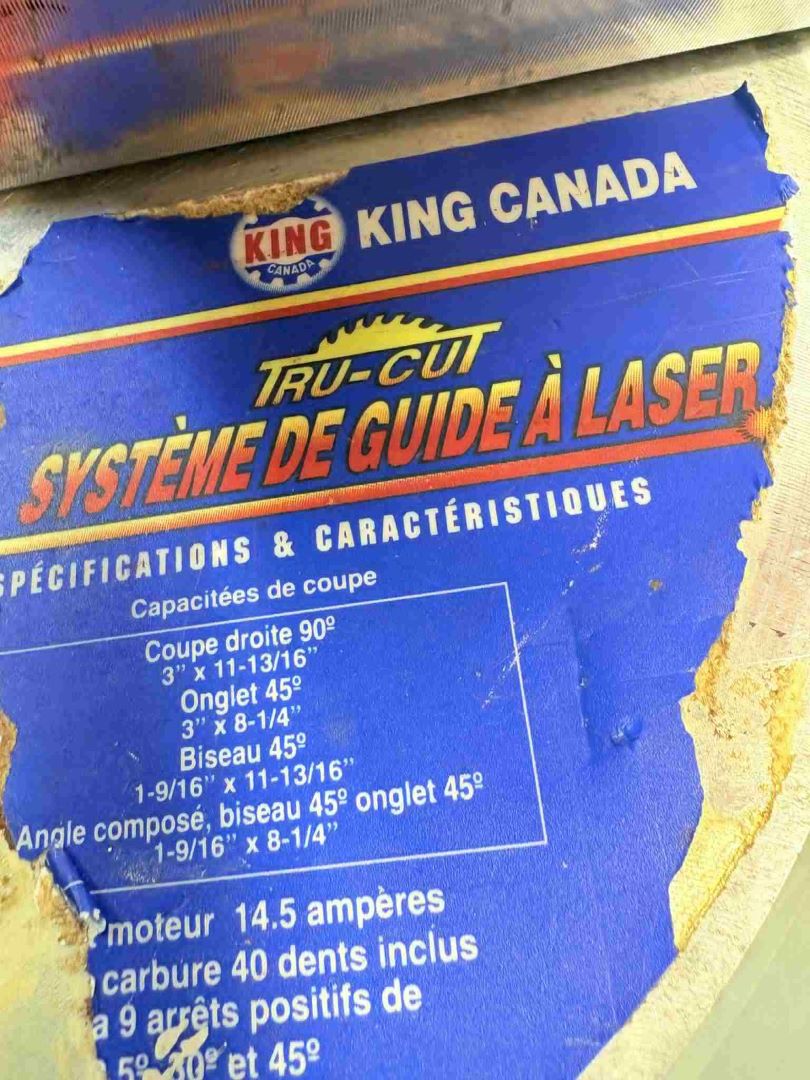 KING
CANADA
KING CANADA
TRU-CUT
SYSTÈME DE GUIDE À LASER
SPÉCIFICATIONS & CARACTÉRISTIQUES
Capacitées de coupe
Coupe droite 90º
3" x 11-13/16"
Onglet 45º
3" x 8-1/4"
Biseau 45º
1-9/16" x 11-13/16"
Angle composé, biseau 45º onglet 45º
1-9/16" x 8-1/4"
moteur 14.5 ampères
carbure 40 dents inclus
a 9 arrêts positifs de
5º 30º et 45º